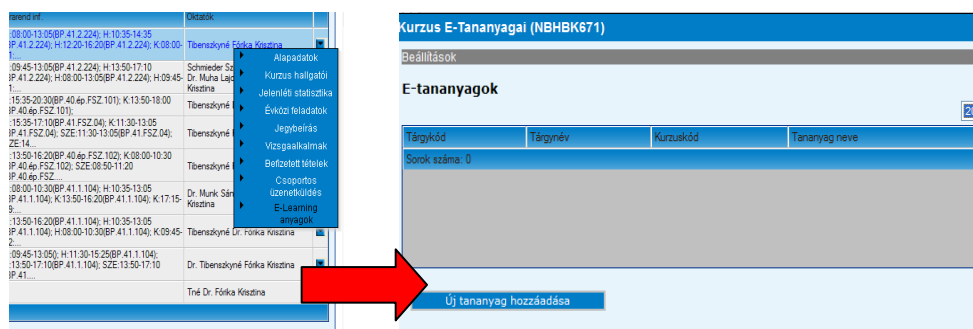 farend inf. Oktatók
:08:00-13:05(BP.41.2.224); H:10:35-14:35
BP.41.2.224); H:12:20-16:20(BP.41.2.224); K:08:00- Tibenszkyné Fórika Krisztina
1:...
:09:45-13:05(BP.41.2.224); H:13:50-17:10 Schmieder Sz
BP.41.2.224); H:08:00-13:05(BP.41.2.224); H:09:45- Dr. Muha Lajo
1:... Krisztina
:15:35-20:30(BP.40.ép.FSZ.101); K:13:50-18:00 Tibenszkyné
BP.40.ép.FSZ.101);
:15:35-17:10(BP.41.FSZ.04); K:11:30-13:05
BP.41.FSZ.04); SZE:11:30-13:05(BP.41.FSZ.04); Tibenszkyné
ZE:14...
:13:50-16:20(BP.40.ép.FSZ.102); K:08:00-10:30
BP.40.ép.FSZ.102); SZE:08:50-11:20 Tibenszkyné
BP.40.ép.FSZ....
:08:00-10:30(BP.41.1.104); H:10:35-13:05 Dr. Munk Sán
BP.41.1.104); K:13:50-16:20(BP.41.1.104); K:17:15- Krisztina
9:...
:13:50-16:20(BP.41.1.104); H:10:35-13:05
BP.41.1.104); H:08:00-10:30(BP.41.1.104); K:09:45- Tibenszkyné Dr. Fórika Krisztina
2:...
:09:45-13:05(); H:11:30-15:25(BP.41.1.104);
:13:50-17:10(BP.41.1.104); SZE:13:50-17:10 Dr. Tibenszkyné Fórika Krisztina
BP.41....
Tné Dr. Fórika Krisztina
Alapadatok
Kurzus hallgatói
Jelenléti statisztika
Évközi feladatok
Jegybeírás
Vizsgaalkalmak
Befizetett tételek
Csoportos
üzenetküldés
E-Learning
anyagok
Kurzus E-Tananyagai (NBHBK671)
Beállítások
E-tananyagok
20
Tárgykód Tárgynév Kurzuskód Tananyag neve
Sorok száma: 0
Új tananyag hozzáadása